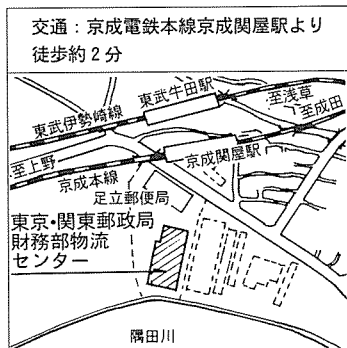 交通：京成電鉄本線京成関屋駅より
徒歩約２分
東武牛田駅
東武伊勢崎線
至浅草
至成田
至上野
京成関屋駅
京成本線
足立郵便局
東京・関東郵政局
財務部物流
センター
隅田川